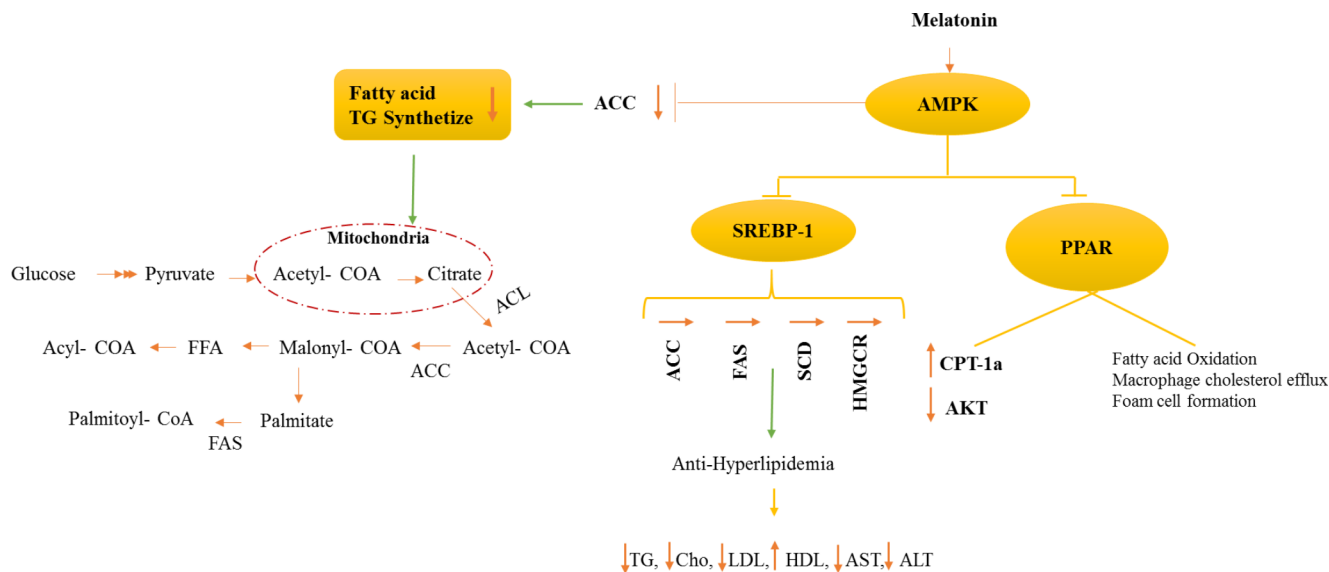 Melatonin
AMPK
ACC
Fatty acid
TG Synthetize
SREBP-1
PPAR
Mitochondria
Glucose
Pyruvate
Acetyl- COA
Citrate
ACL
Acyl- COA
FFA
Malonyl- COA
Acetyl- COA
ACC
Palmitoyl- CoA
Palmitate
FAS
ACC
FAS
SCD
HMGCR
CPT-1a
AKT
Fatty acid Oxidation
Macrophage cholesterol efflux
Foam cell formation
Anti-Hyperlipidemia
TG, Cho, LDL, HDL, AST, ALT